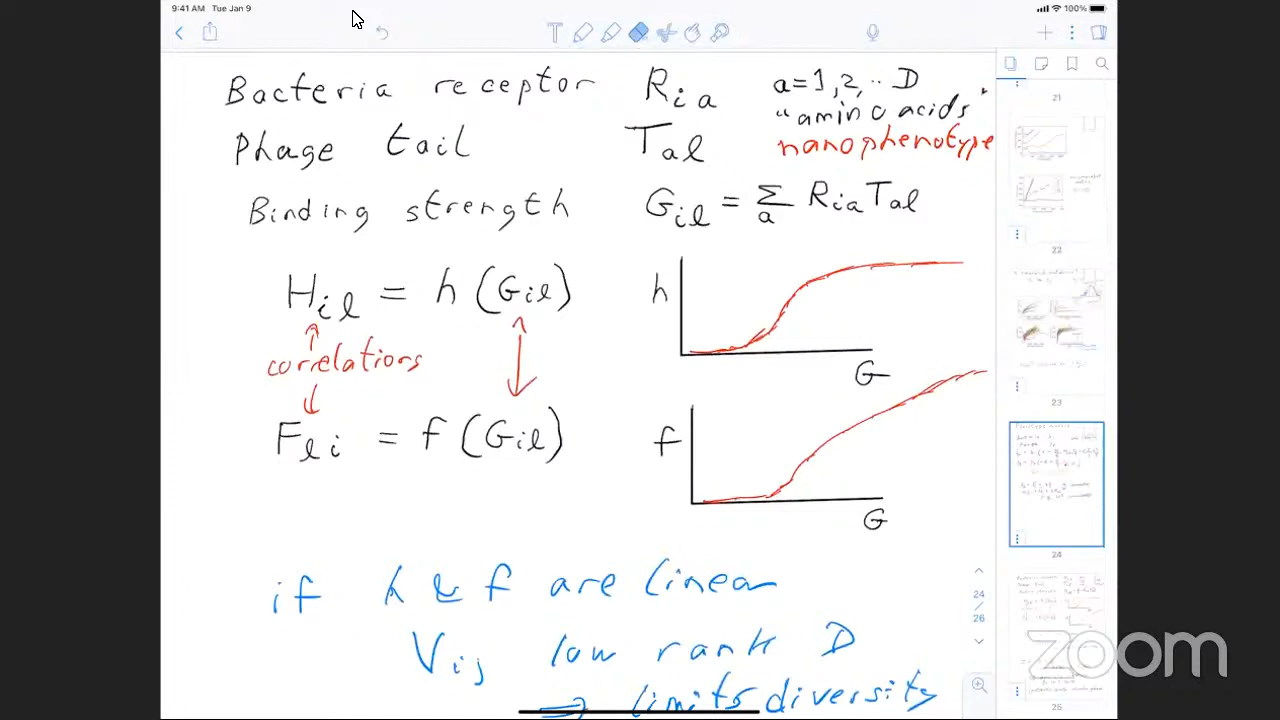 9:41 AM Tue Jan 9
100%
Bacteria receptor R_ia a=1,2,..D
"amino acids"
Phage tail T_al nanophenotype
Binding strength G_il = Σ_a R_ia T_al
H_il = h(G_il)
h
G
correlations
F_li = f(G_il)
f
G
if h & f are linear
V_ij low rank D
⇒ limits diversity
21
22
23
24
25
24
/
26
zoom